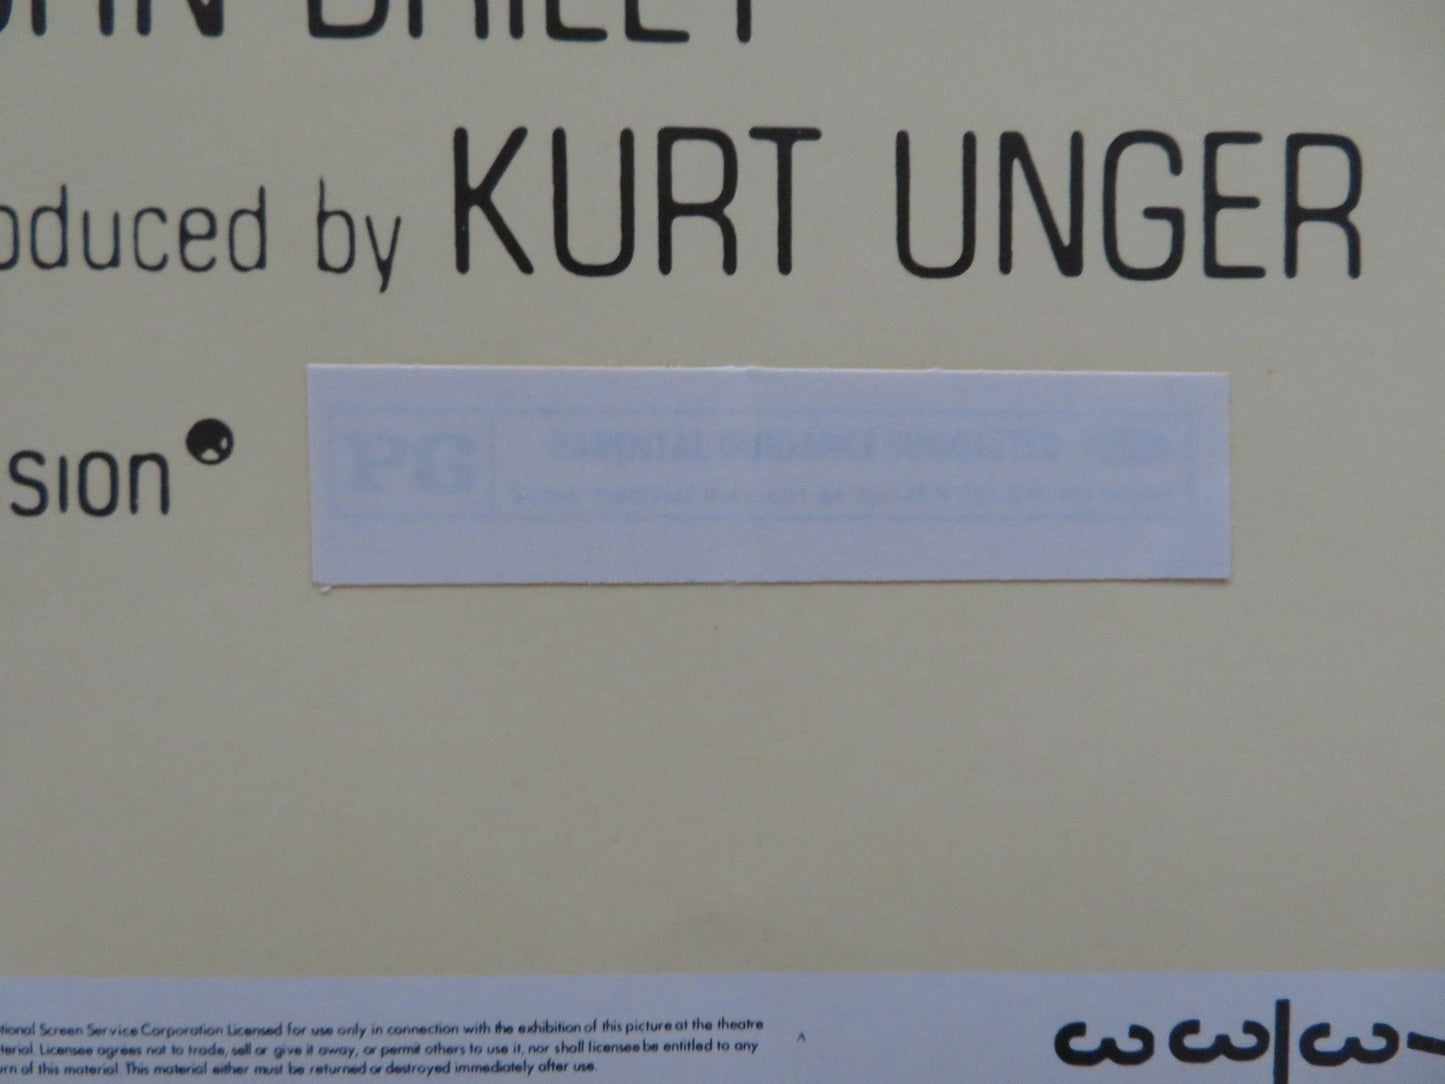 BRILEY
oduced by KURT UNGER
sion
PG PARENTAL GUIDANCE SUGGESTED
tional Screen Service Corporation Licensed for use only in connection with the exhibition of this picture at the theatre
terial. Licensee agrees not to trade, sell or give it away, or permit others to use it, nor shall licensee be entitled to any
urn of this material. This material either must be returned or destroyed immediately after use.
A